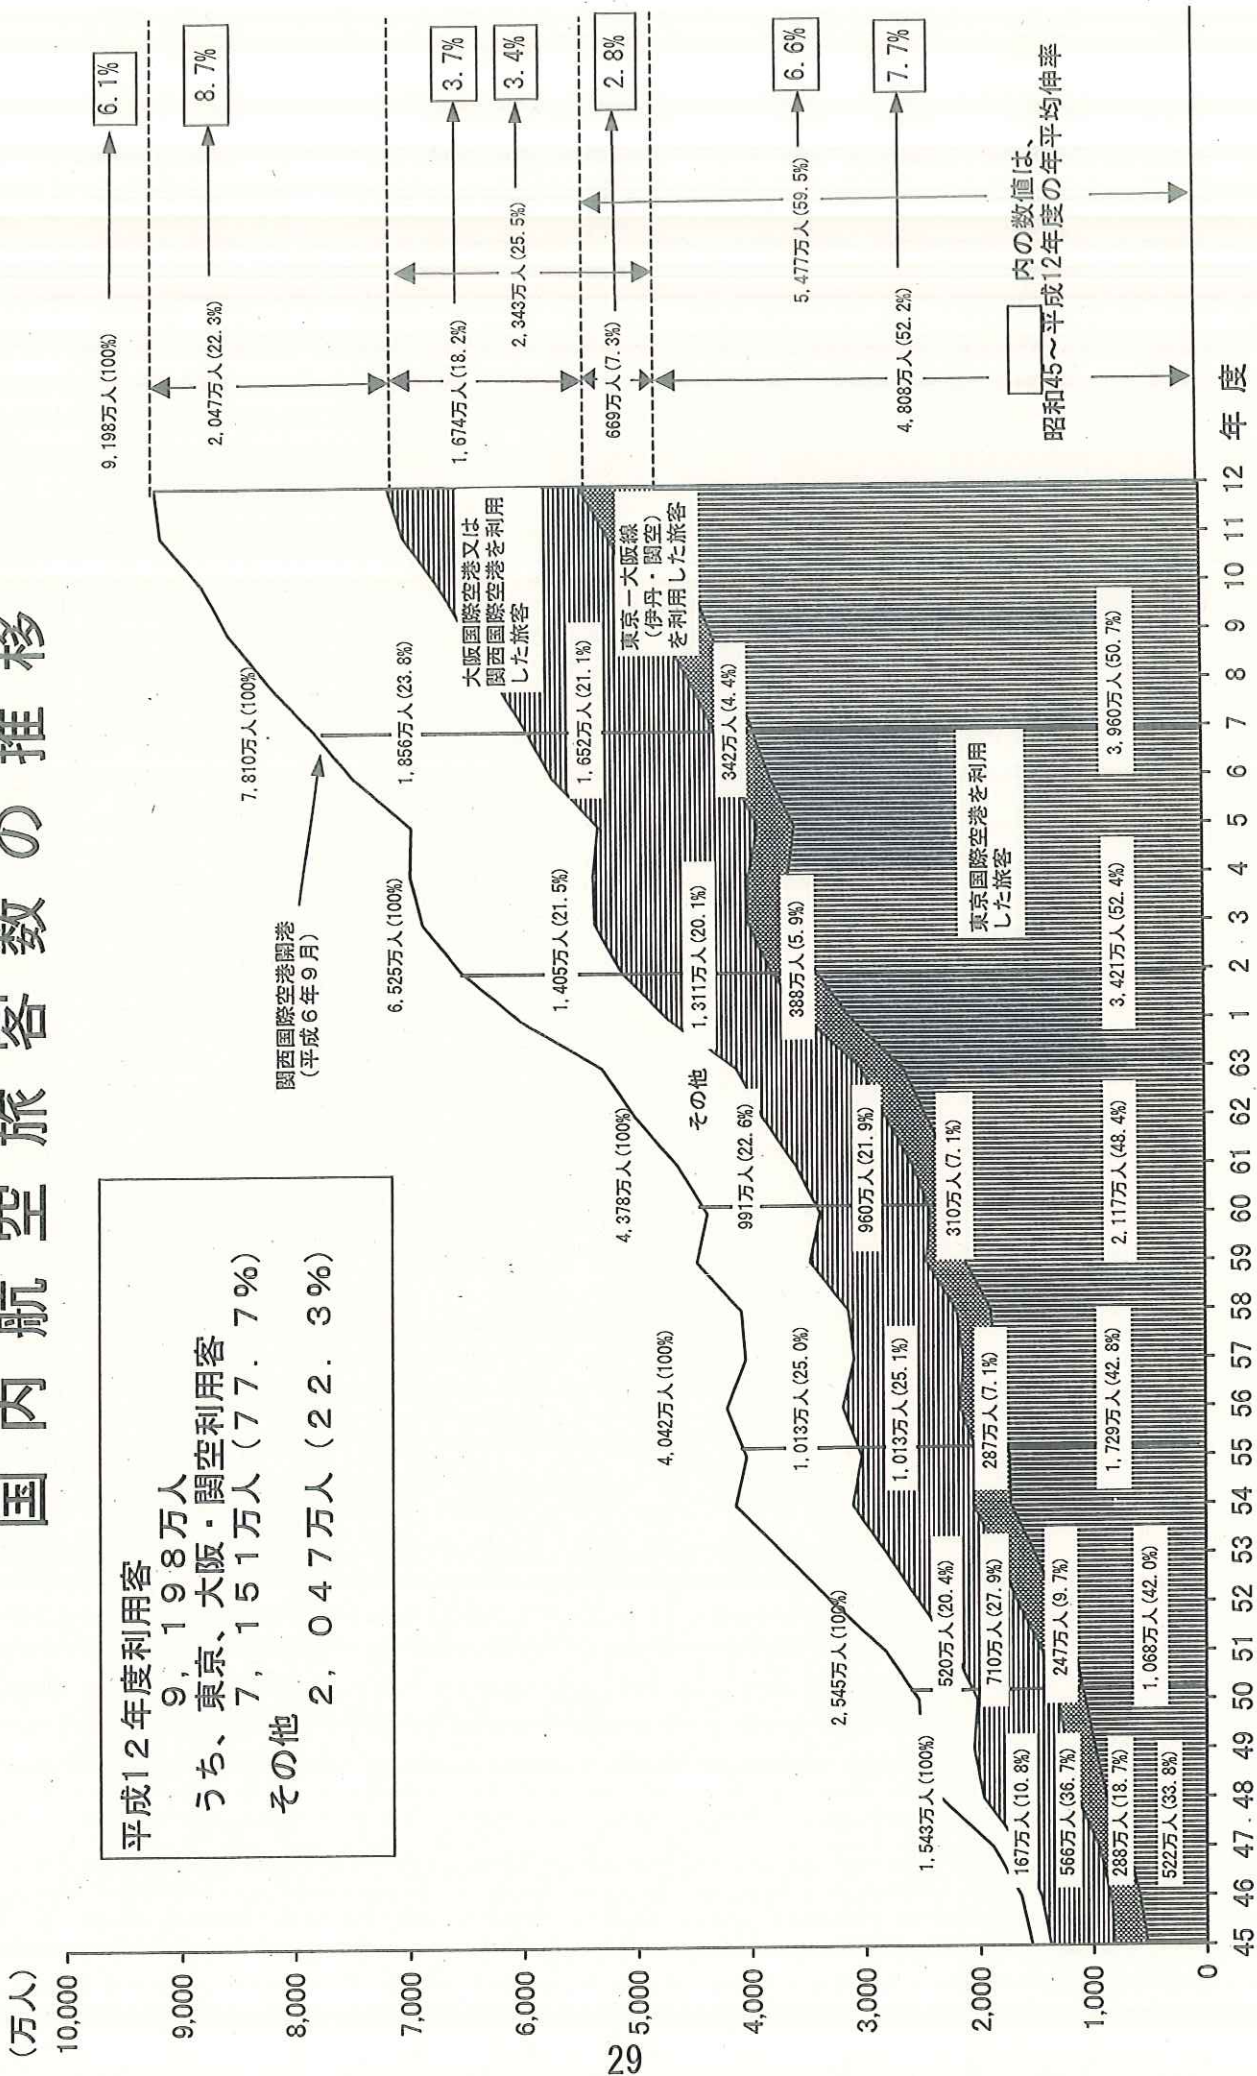 国内航空旅客数の推移
(万人)
10,000
9,000
8,000
7,000
6,000
5,000
4,000
3,000
2,000
1,000
0
平成12年度利用客
9,198万人
うち、東京、大阪・関空利用客
7,151万人(77.7%)
その他
2,047万人(22.3%)
関西国際空港開港
(平成6年9月)
1,543万人(100%)
167万人(10.8%)
566万人(36.7%)
288万人(18.7%)
522万人(33.8%)
2,545万人(100%)
520万人(20.4%)
710万人(27.9%)
247万人(9.7%)
1,068万人(42.0%)
4,042万人(100%)
1,013万人(25.0%)
1,013万人(25.1%)
287万人(7.1%)
1,729万人(42.8%)
4,378万人(100%)
991万人(22.6%)
960万人(21.9%)
310万人(7.1%)
2,117万人(48.4%)
6,525万人(100%)
1,405万人(21.5%)
1,311万人(20.1%)
388万人(5.9%)
3,421万人(52.4%)
7,810万人(100%)
1,856万人(23.8%)
1,652万人(21.1%)
342万人(4.4%)
3,960万人(50.7%)
その他
大阪国際空港又は
関西国際空港を利用
した旅客
東京ー大阪線
(伊丹・関空)
を利用した旅客
東京国際空港を利用
した旅客
9,198万人(100%)
6.1%
2,047万人(22.3%)
8.7%
1,674万人(18.2%)
3.7%
2,343万人(25.5%)
3.4%
669万人(7.3%)
2.8%
5,477万人(59.5%)
6.6%
4,808万人(52.2%)
7.7%
内の数値は、
昭和45～平成12年度の年平均伸率
45 46 47 48 49 50 51 52 53 54 55 56 57 58 59 60 61 62 63 1 2 3 4 5 6 7 8 9 10 11 12 年度
29